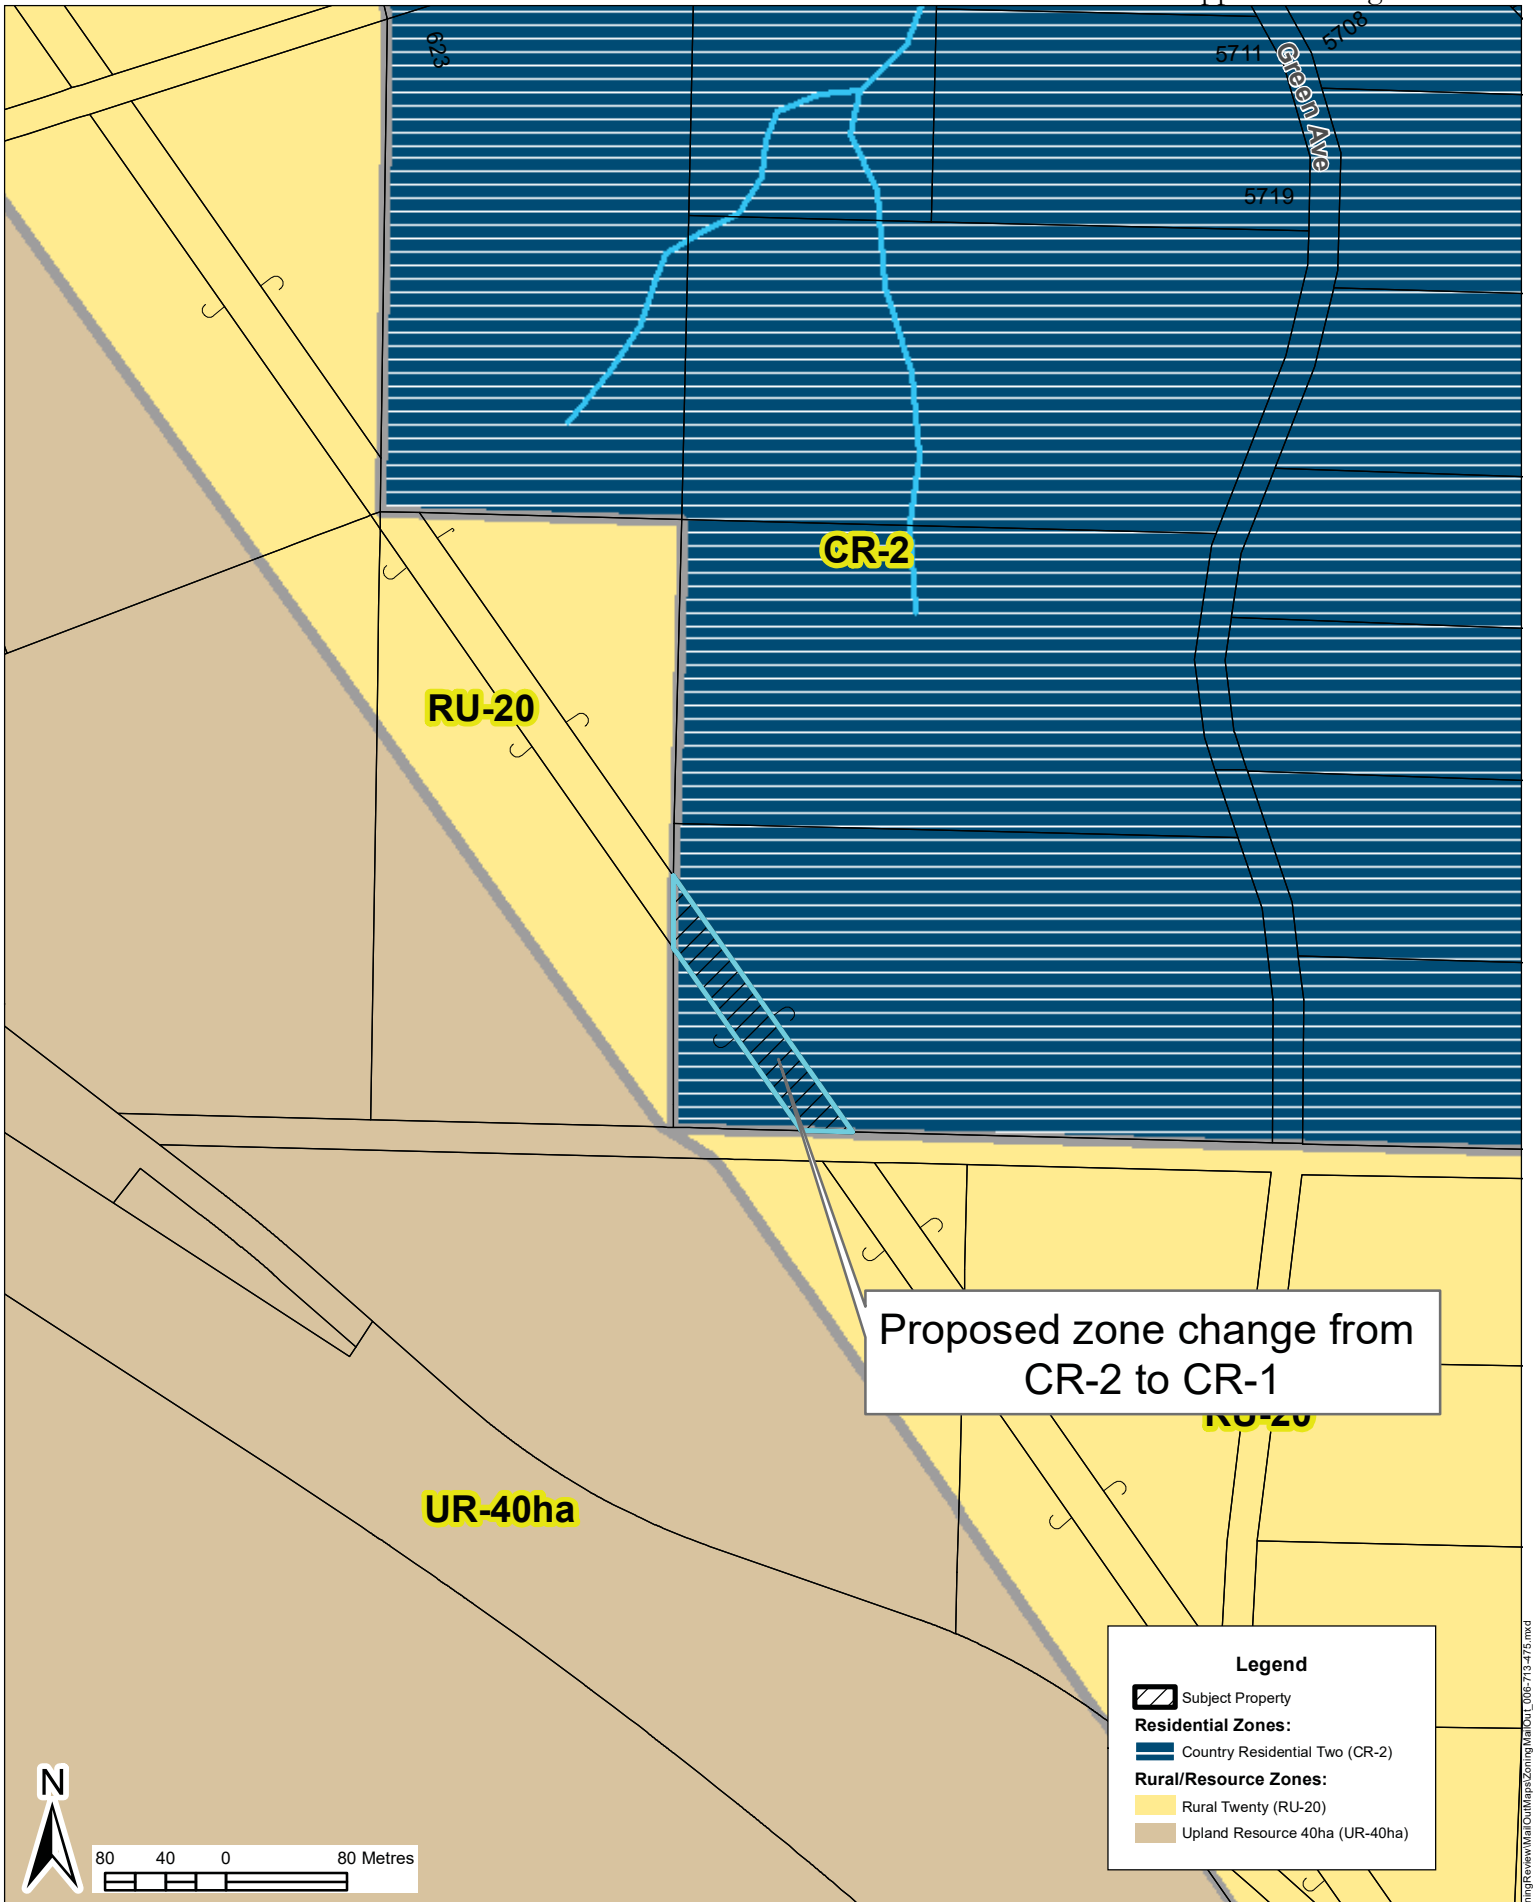 623
5711
Green Ave
5708
5719
CR-2
RU-20
Proposed zone change from
CR-2 to CR-1
RU-20
UR-40ha
Legend
Subject Property
Residential Zones:
Country Residential Two (CR-2)
Rural/Resource Zones:
Rural Twenty (RU-20)
Upland Resource 40ha (UR-40ha)
N
80 40 0 80 Metres